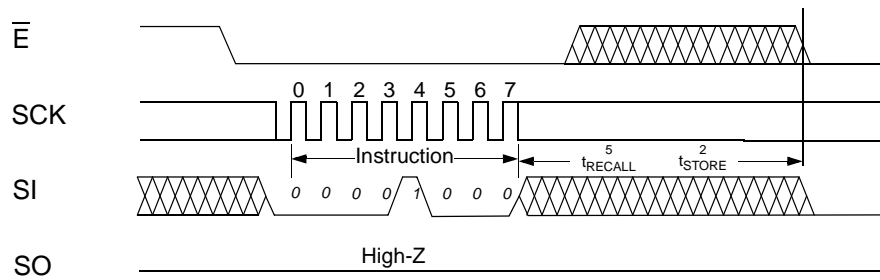 E
SCK
0 1 2 3 4 5 6 7
Instruction
5
tRECALL
2
tSTORE
SI
0 0 0 0 1 0 0 0
High-Z
SO